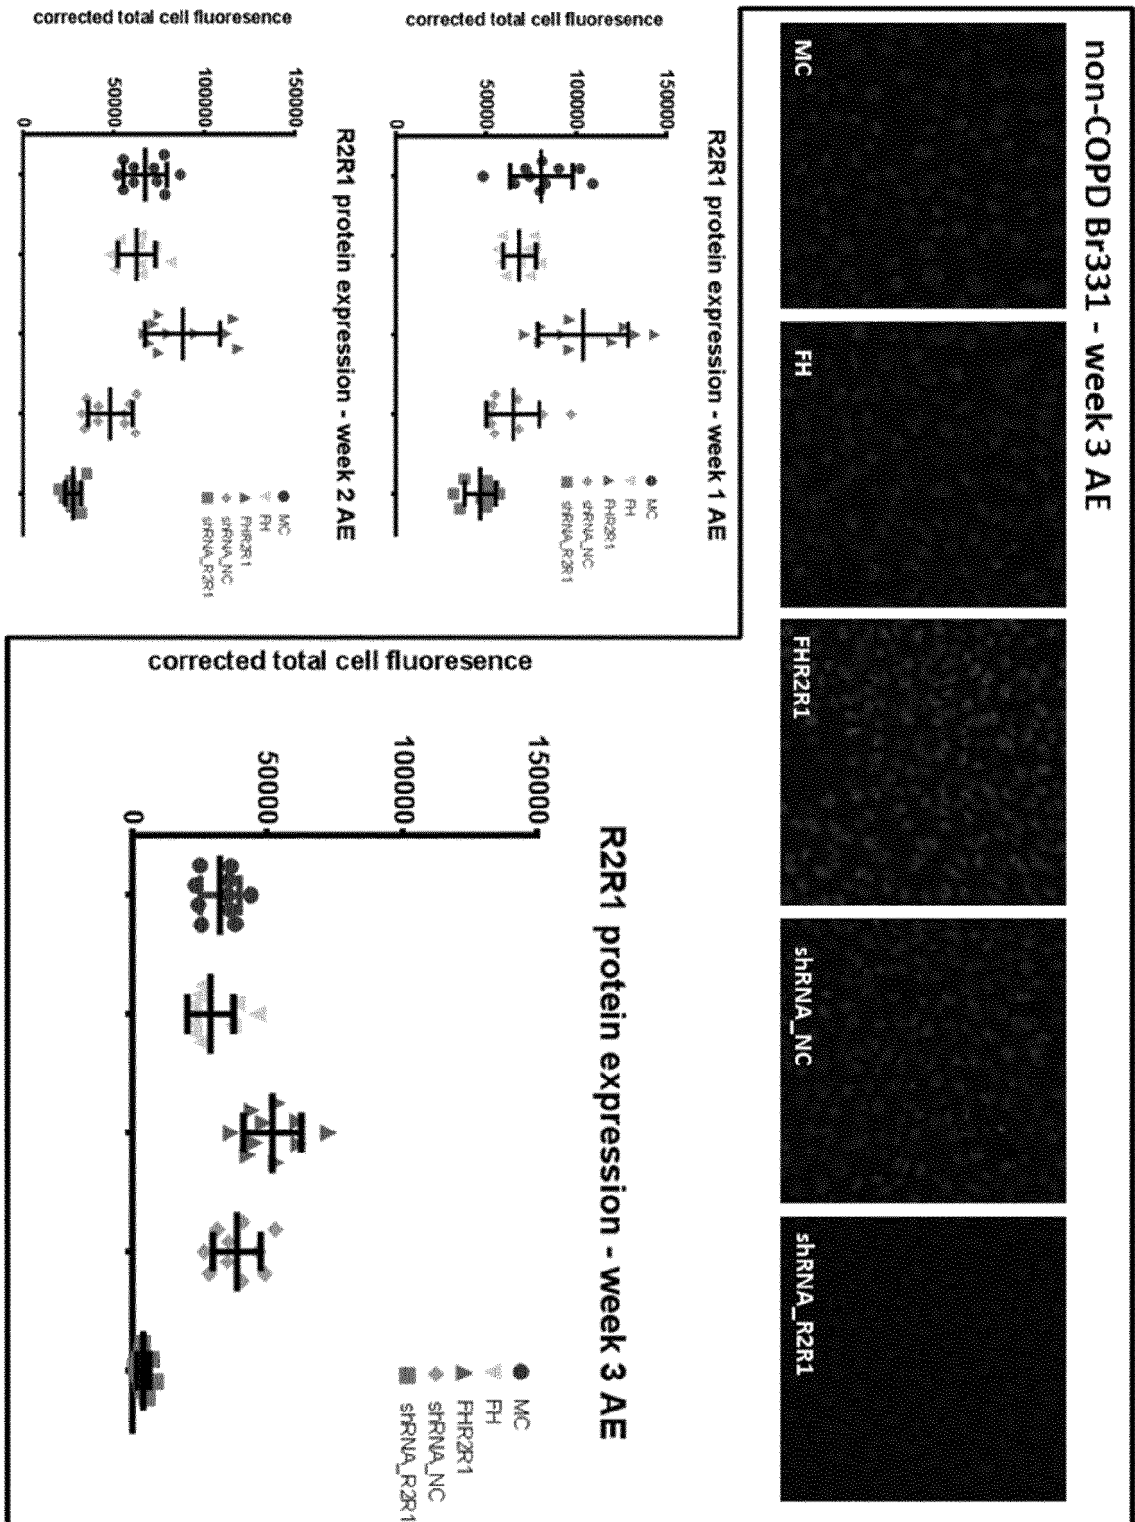 non-COPD Br331 - week 3 AE
MC
FH
FHR2R1
shRNA_NC
shRNA_R2R1
R2R1 protein expression - week 1 AE
corrected total cell fluoresence
150000
100000
50000
0
MC
FH
FHR2R1
shRNA_NC
shRNA_R2R1
R2R1 protein expression - week 2 AE
corrected total cell fluoresence
150000
100000
50000
0
MC
FH
FHR2R1
shRNA_NC
shRNA_R2R1
R2R1 protein expression - week 3 AE
corrected total cell fluoresence
150000
100000
50000
0
MC
FH
FHR2R1
shRNA_NC
shRNA_R2R1